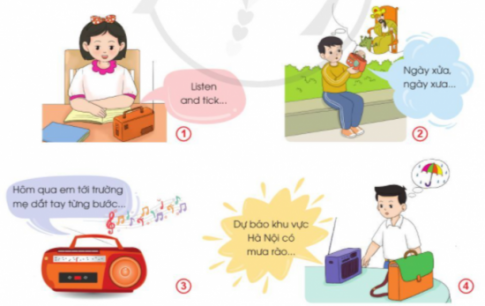 Listen
and tick...
1
Ngày xửa,
ngày xưa...
2
Hôm qua em tới trường
mẹ dắt tay từng bước...
3
Dự báo khu vực
Hà Nội có
mưa rào...
4